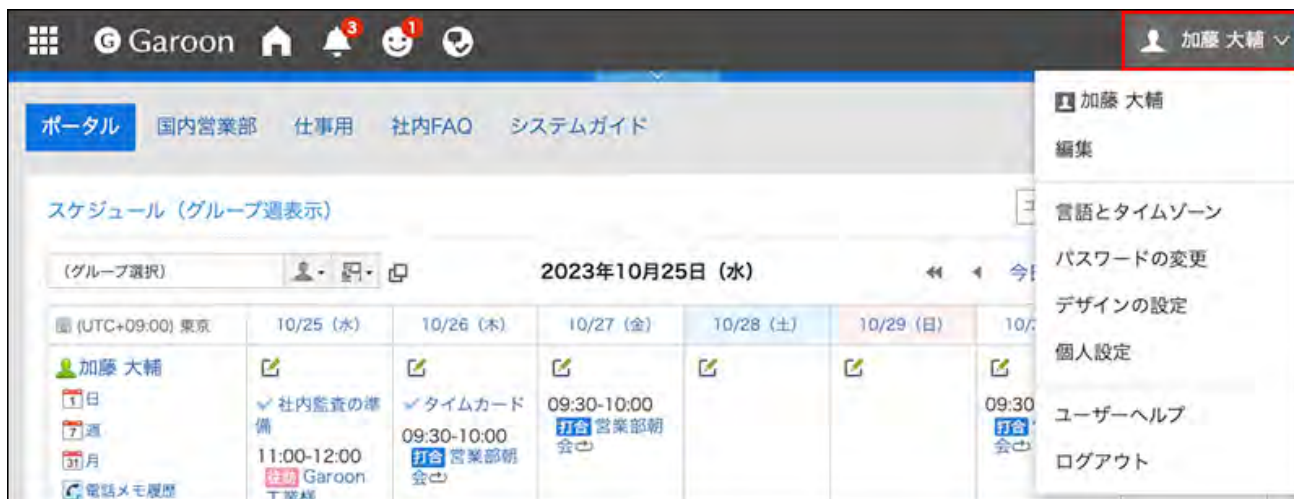 Garoon
3
1
加藤 大輔
加藤 大輔
編集
言語とタイムゾーン
パスワードの変更
デザインの設定
個人設定
ユーザーヘルプ
ログアウト
ポータル 国内営業部 仕事用 社内FAQ システムガイド
スケジュール（グループ週表示）
(グループ選択)
2023年10月25日（水）
(UTC+09:00) 東京
10/25（水） 10/26（木） 10/27（金） 10/28（土） 10/29（日）
加藤 大輔
日
週
月
電話メモ履歴
社内監査の準
備
11:00-12:00
往訪 Garoon
工業様
タイムカード
09:30-10:00
打合 営業部朝
会
09:30-10:00
打合 営業部朝
会
09:30
打合